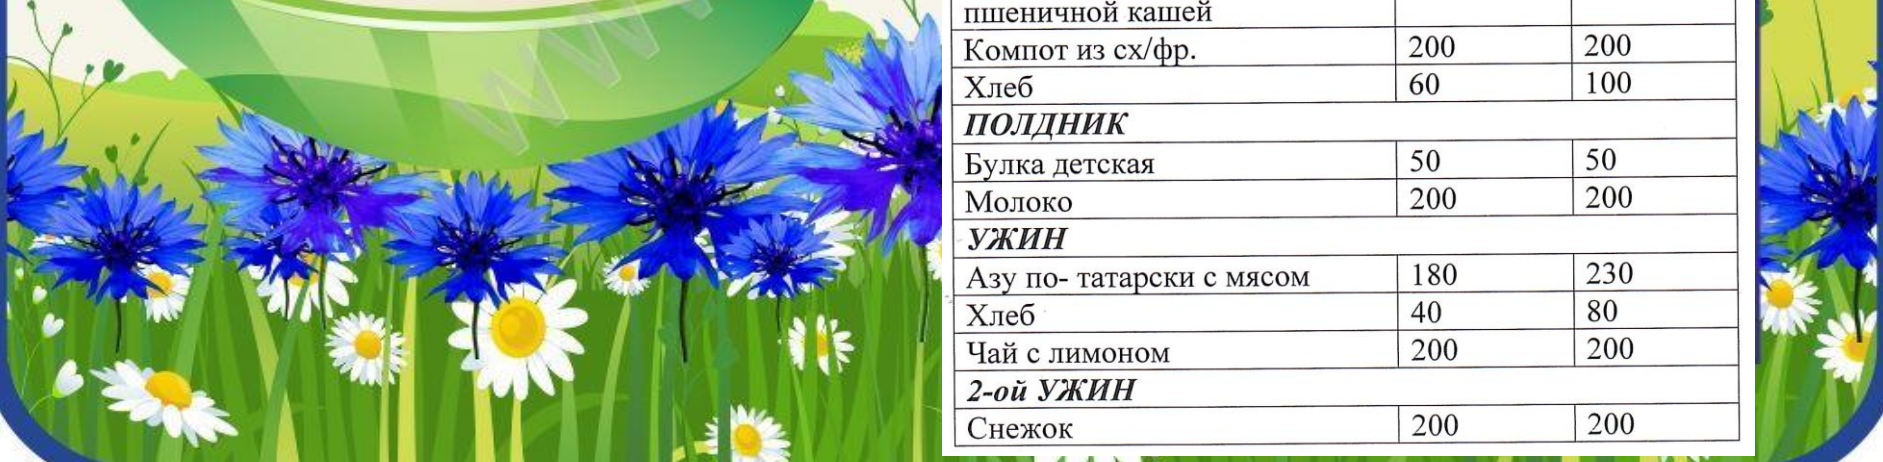 пшеничной кашей
Компот из сх/фр. 200 200
Хлеб 60 100
ПОЛДНИК
Булка детская 50 50
Молоко 200 200
УЖИН
Азу по- татарски с мясом 180 230
Хлеб 40 80
Чай с лимоном 200 200
2-ой УЖИН
Снежок 200 200